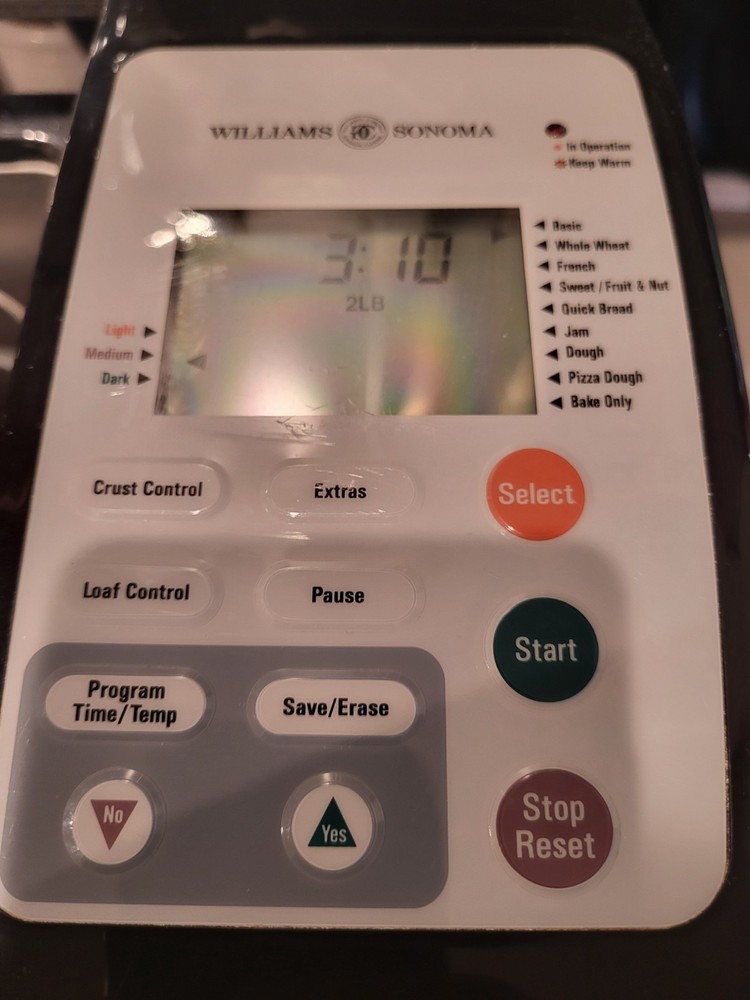 WILLIAMS SONOMA
In Operation
Keep Warm
3:10
2LB
Basic
Whole Wheat
French
Sweet / Fruit & Nut
Quick Bread
Jam
Dough
Pizza Dough
Bake Only
Light
Medium
Dark
Crust Control
Extras
Select
Loaf Control
Pause
Start
Program
Time/Temp
Save/Erase
No
Yes
Stop
Reset